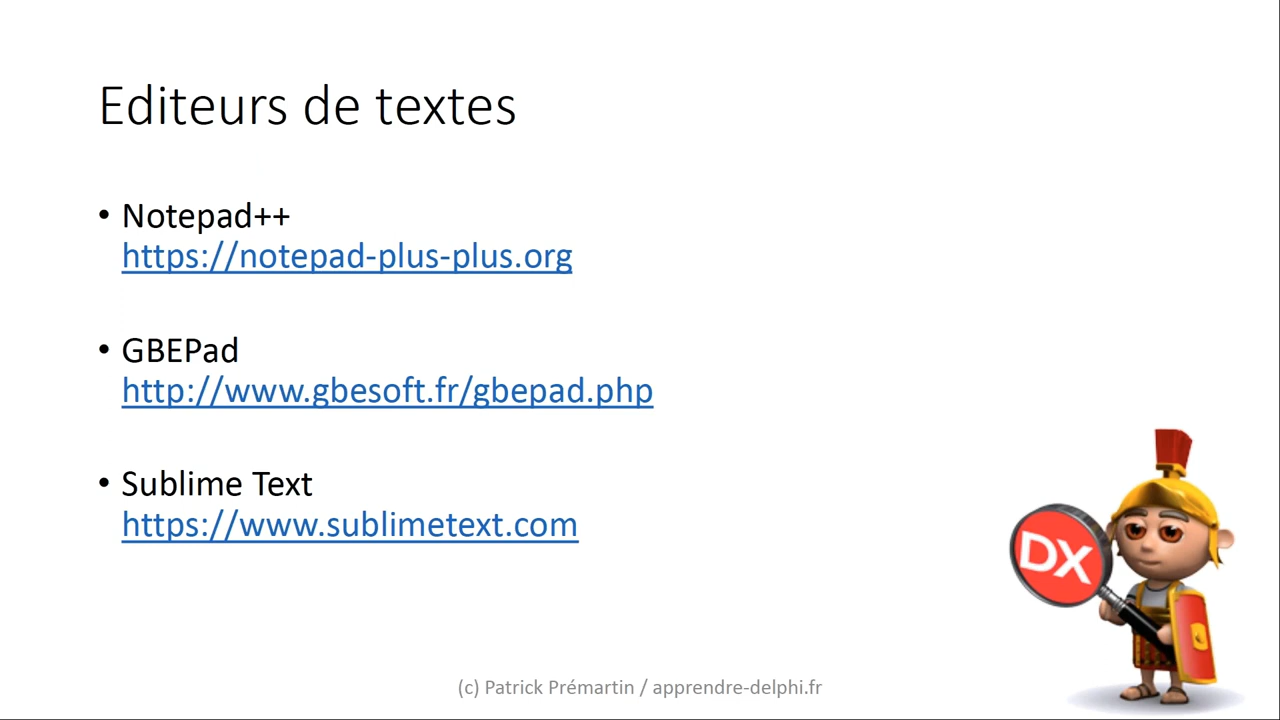 Editeurs de textes
• Notepad++
https://notepad-plus-plus.org
• GBEPad
http://www.gbesoft.fr/gbepad.php
• Sublime Text
https://www.sublimetext.com
DX
(c) Patrick Prémartin / apprendre-delphi.fr